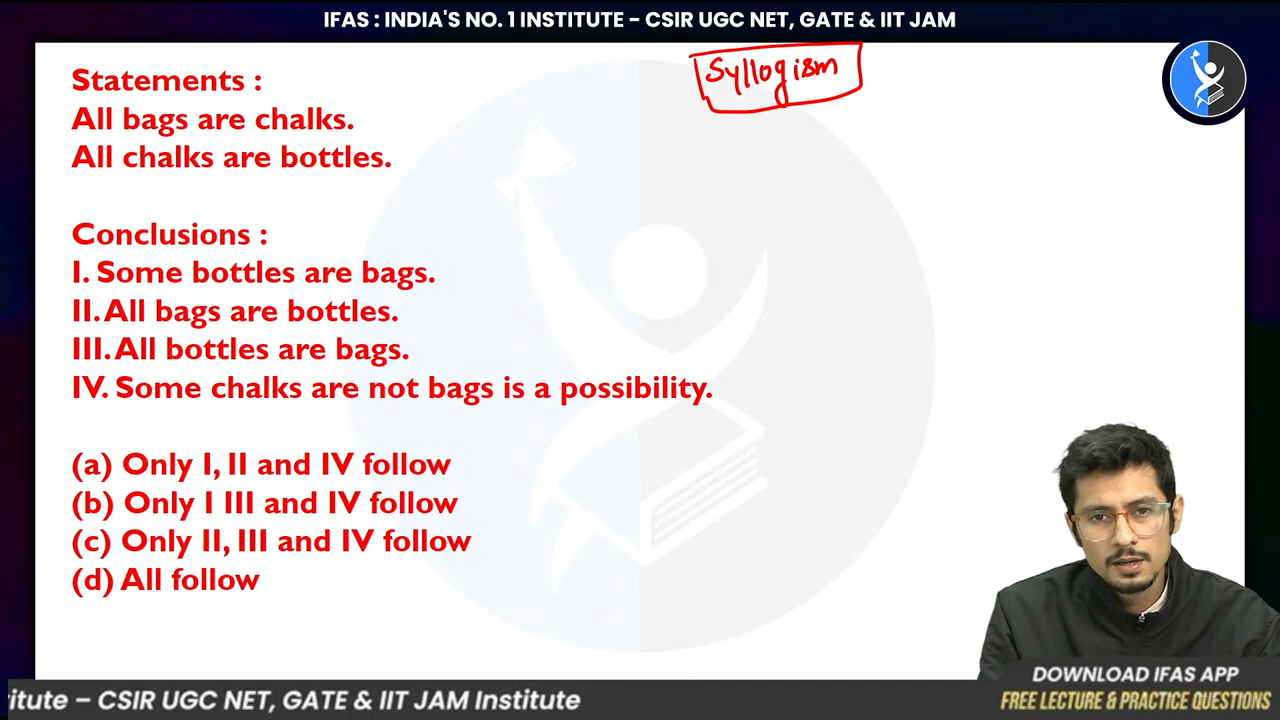 IFAS : INDIA'S NO. 1 INSTITUTE - CSIR UGC NET, GATE & IIT JAM
Syllogism
Statements :
All bags are chalks.
All chalks are bottles.
Conclusions :
I. Some bottles are bags.
II. All bags are bottles.
III. All bottles are bags.
IV. Some chalks are not bags is a possibility.
(a) Only I, II and IV follow
(b) Only I III and IV follow
(c) Only II, III and IV follow
(d) All follow
DOWNLOAD IFAS APP
FREE LECTURE & PRACTICE QUESTIONS
titute – CSIR UGC NET, GATE & IIT JAM Institute